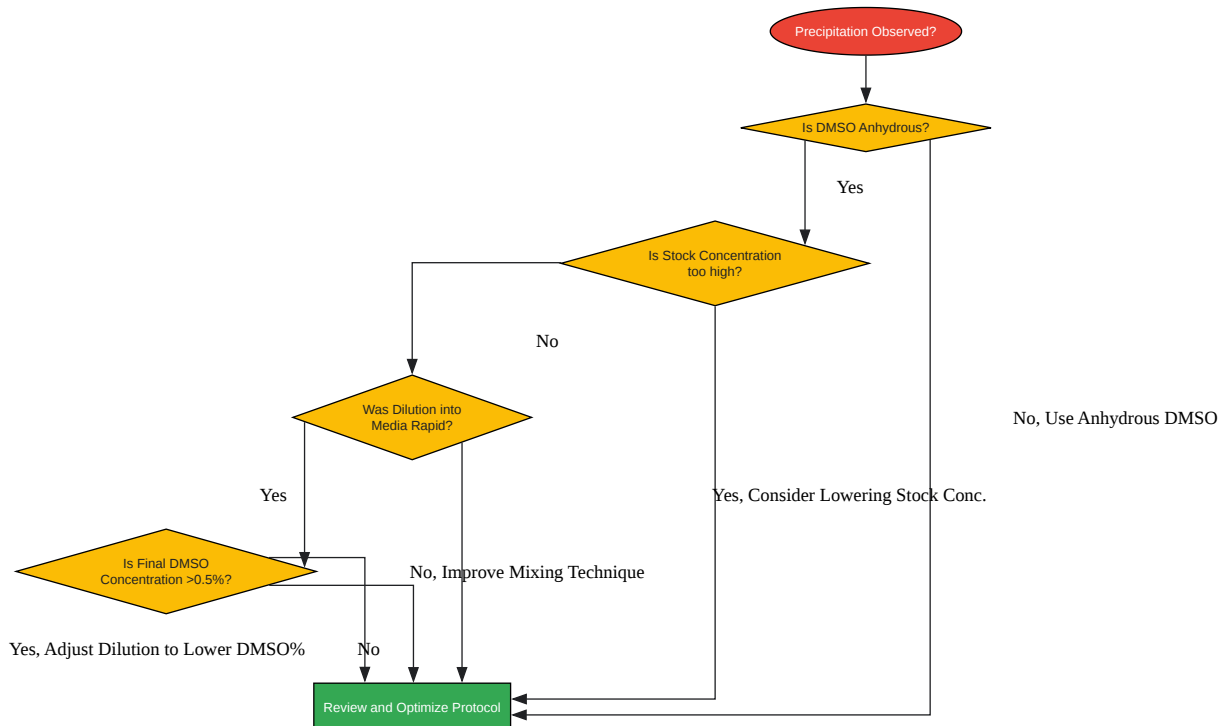 Precipitation Observed?
Is DMSO Anhydrous?
Yes
Is Stock Concentration
too high?
No
Was Dilution into
Media Rapid?
No, Use Anhydrous DMSO
Yes
Yes, Consider Lowering Stock Conc.
Is Final DMSO
Concentration >0.5%?
No, Improve Mixing Technique
Yes, Adjust Dilution to Lower DMSO%
No
Review and Optimize Protocol